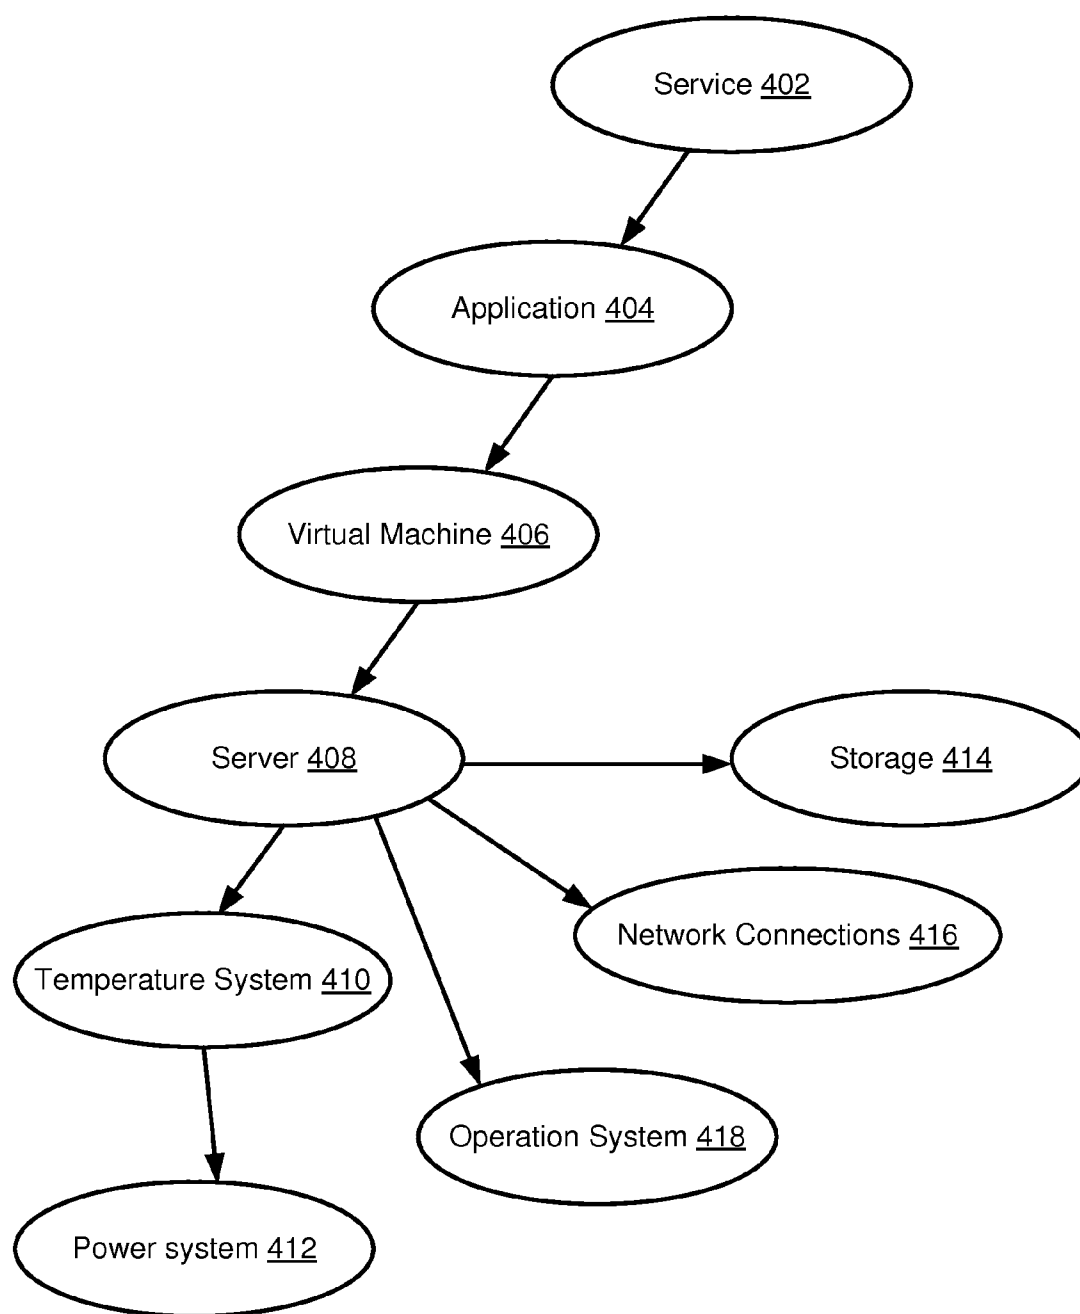 Service 402
Application 404
Virtual Machine 406
Server 408
Storage 414
Network Connections 416
Temperature System 410
Operation System 418
Power system 412